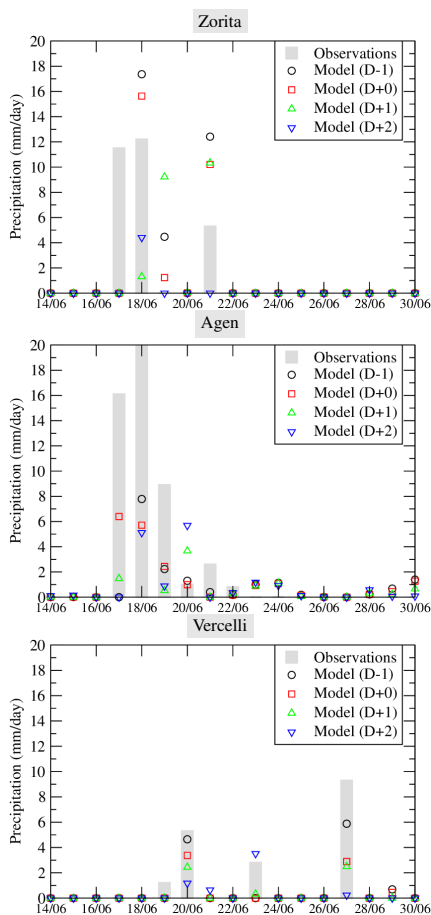 Zorita
20
18
16
14
12
10
8
6
4
2
0
Precipitation (mm/day)
Observations
Model (D-1)
Model (D+0)
Model (D+1)
Model (D+2)
14/06 16/06 18/06 20/06 22/06 24/06 26/06 28/06 30/06
Agen
20
18
16
14
12
10
8
6
4
2
0
Precipitation (mm/day)
Observations
Model (D-1)
Model (D+0)
Model (D+1)
Model (D+2)
14/06 16/06 18/06 20/06 22/06 24/06 26/06 28/06 30/06
Vercelli
20
18
16
14
12
10
8
6
4
2
0
Precipitation (mm/day)
Observations
Model (D-1)
Model (D+0)
Model (D+1)
Model (D+2)
14/06 16/06 18/06 20/06 22/06 24/06 26/06 28/06 30/06